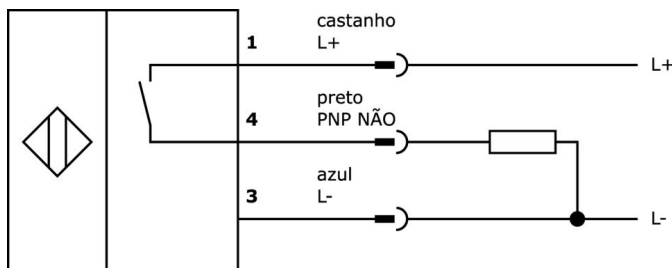 castanho
1 L+
L+
preto
4 PNP NÃO
azul
3 L-
L-